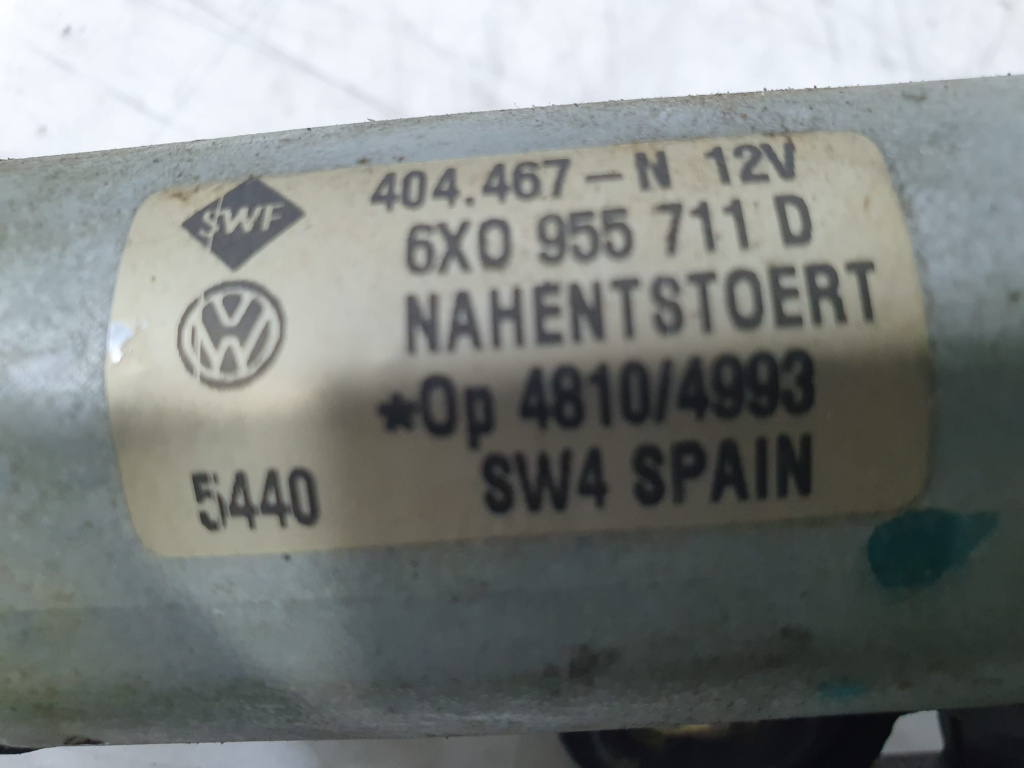 SWF
404.467-N 12V
6X0 955 711 D
NAHENTSTOERT
*Op 4810/4993
5440 SW4 SPAIN